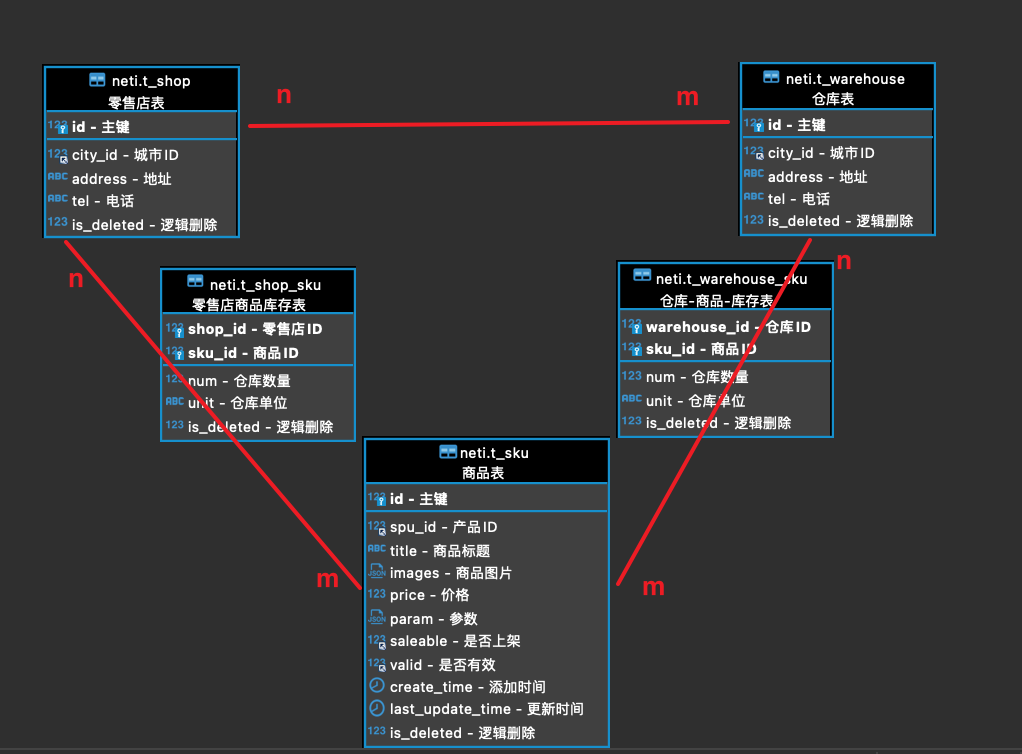 neti.t_shop
零售店表
id - 主键
city_id - 城市ID
address - 地址
tel - 电话
is_deleted - 逻辑删除
n
m
neti.t_warehouse
仓库表
id - 主键
city_id - 城市ID
address - 地址
tel - 电话
is_deleted - 逻辑删除
n
n
neti.t_shop_sku
零售店商品库存表
shop_id - 零售店ID
sku_id - 商品ID
num - 仓库数量
unit - 仓库单位
is_deleted - 逻辑删除
neti.t_warehouse_sku
仓库-商品-库存表
warehouse_id - 仓库ID
sku_id - 商品ID
num - 仓库数量
unit - 仓库单位
is_deleted - 逻辑删除
m
m
neti.t_sku
商品表
id - 主键
spu_id - 产品ID
title - 商品标题
images - 商品图片
price - 价格
param - 参数
saleable - 是否上架
valid - 是否有效
create_time - 添加时间
last_update_time - 更新时间
is_deleted - 逻辑删除